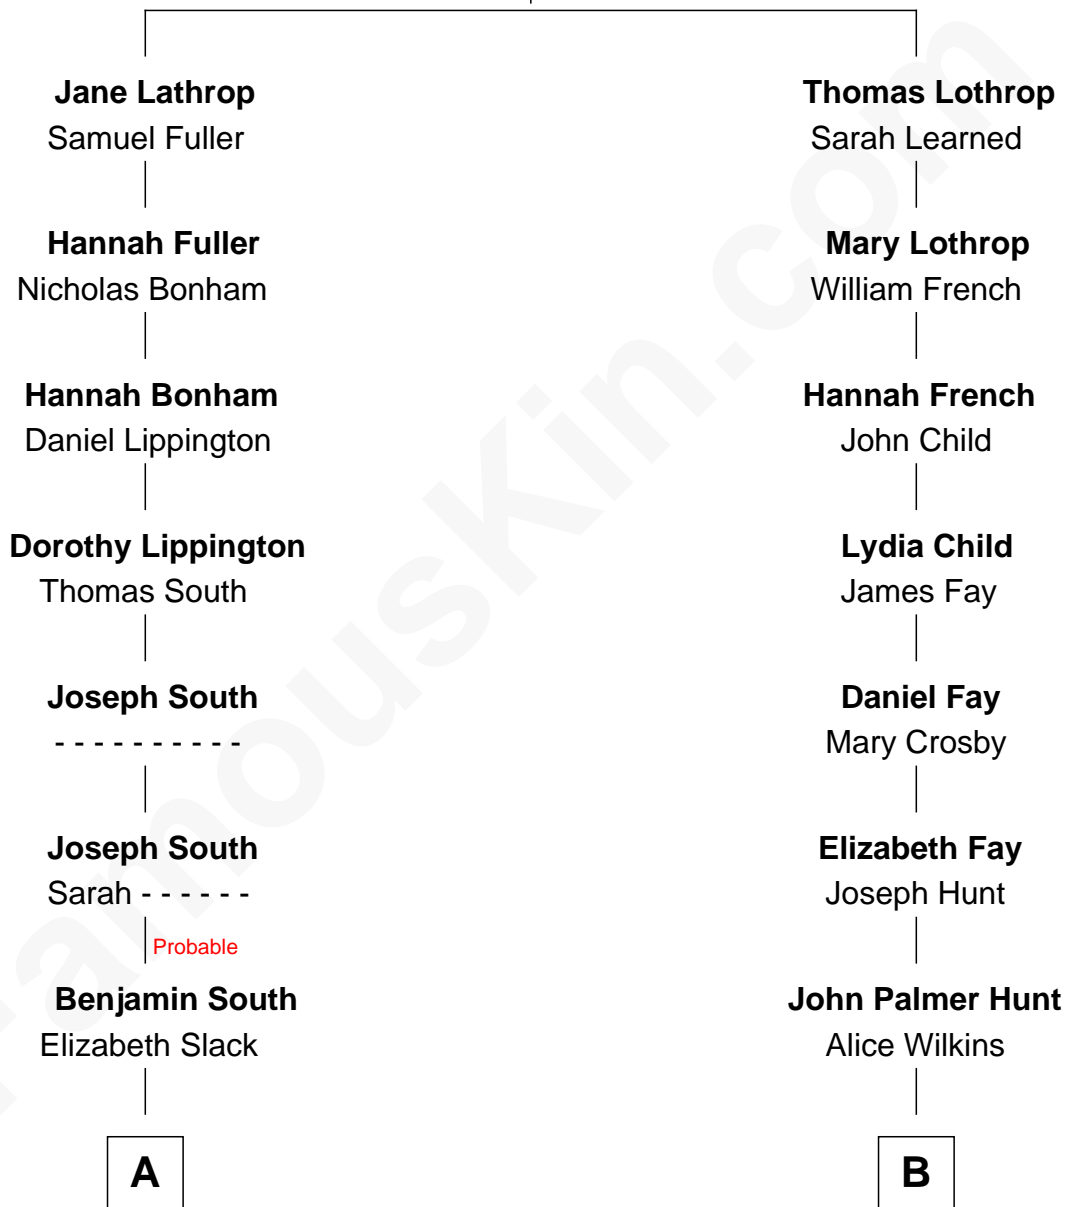 Jane Lathrop
Samuel Fuller
Hannah Fuller
Nicholas Bonham
Hannah Bonham
Daniel Lippington
Dorothy Lippington
Thomas South
Joseph South
- - - - - - - - - -
Joseph South
Sarah - - - - - -
Probable
Benjamin South
Elizabeth Slack
A
Thomas Lothrop
Sarah Learned
Mary Lothrop
William French
Hannah French
John Child
Lydia Child
James Fay
Daniel Fay
Mary Crosby
Elizabeth Fay
Joseph Hunt
John Palmer Hunt
Alice Wilkins
B
FamousKin.com